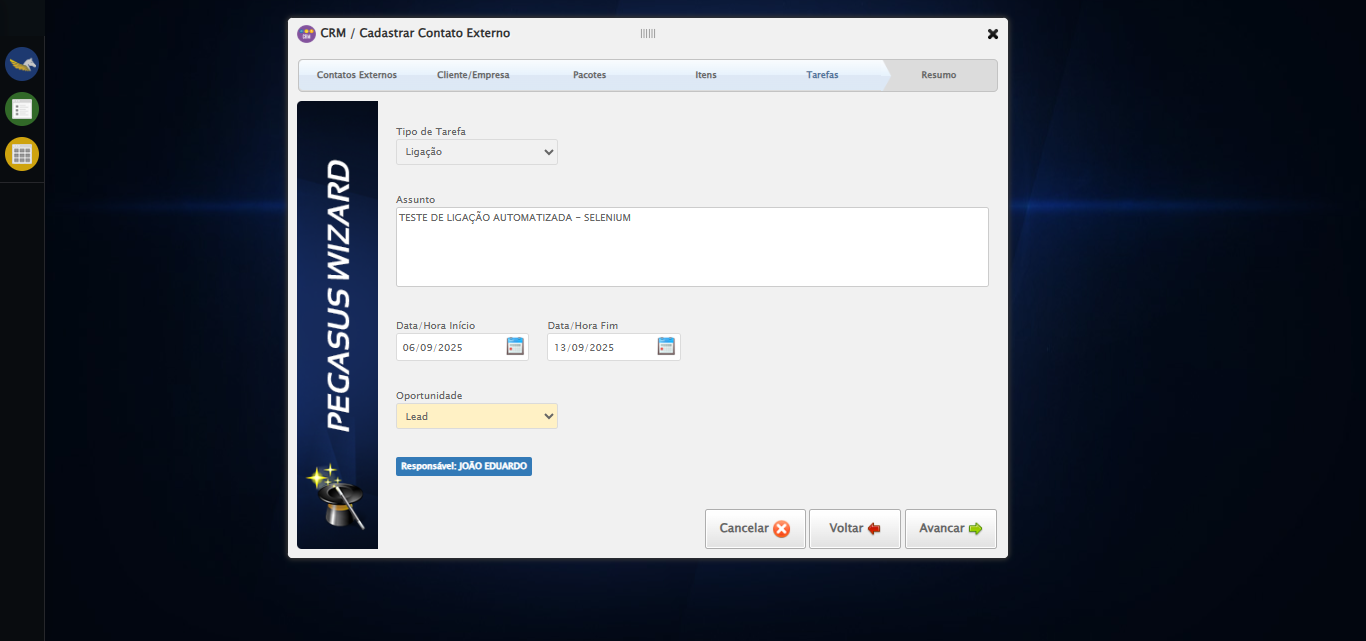 CRM / Cadastrar Contato Externo
Contatos Externos
Cliente/Empresa
Pacotes
Itens
Tarefas
Resumo
PEGASUS WIZARD
Tipo de Tarefa
Ligação
Assunto
TESTE DE LIGAÇÃO AUTOMATIZADA - SELENIUM
Data/Hora Início
Data/Hora Fim
06/09/2025
13/09/2025
Oportunidade
Lead
Responsável: JOÃO EDUARDO
Cancelar
Voltar
Avancar